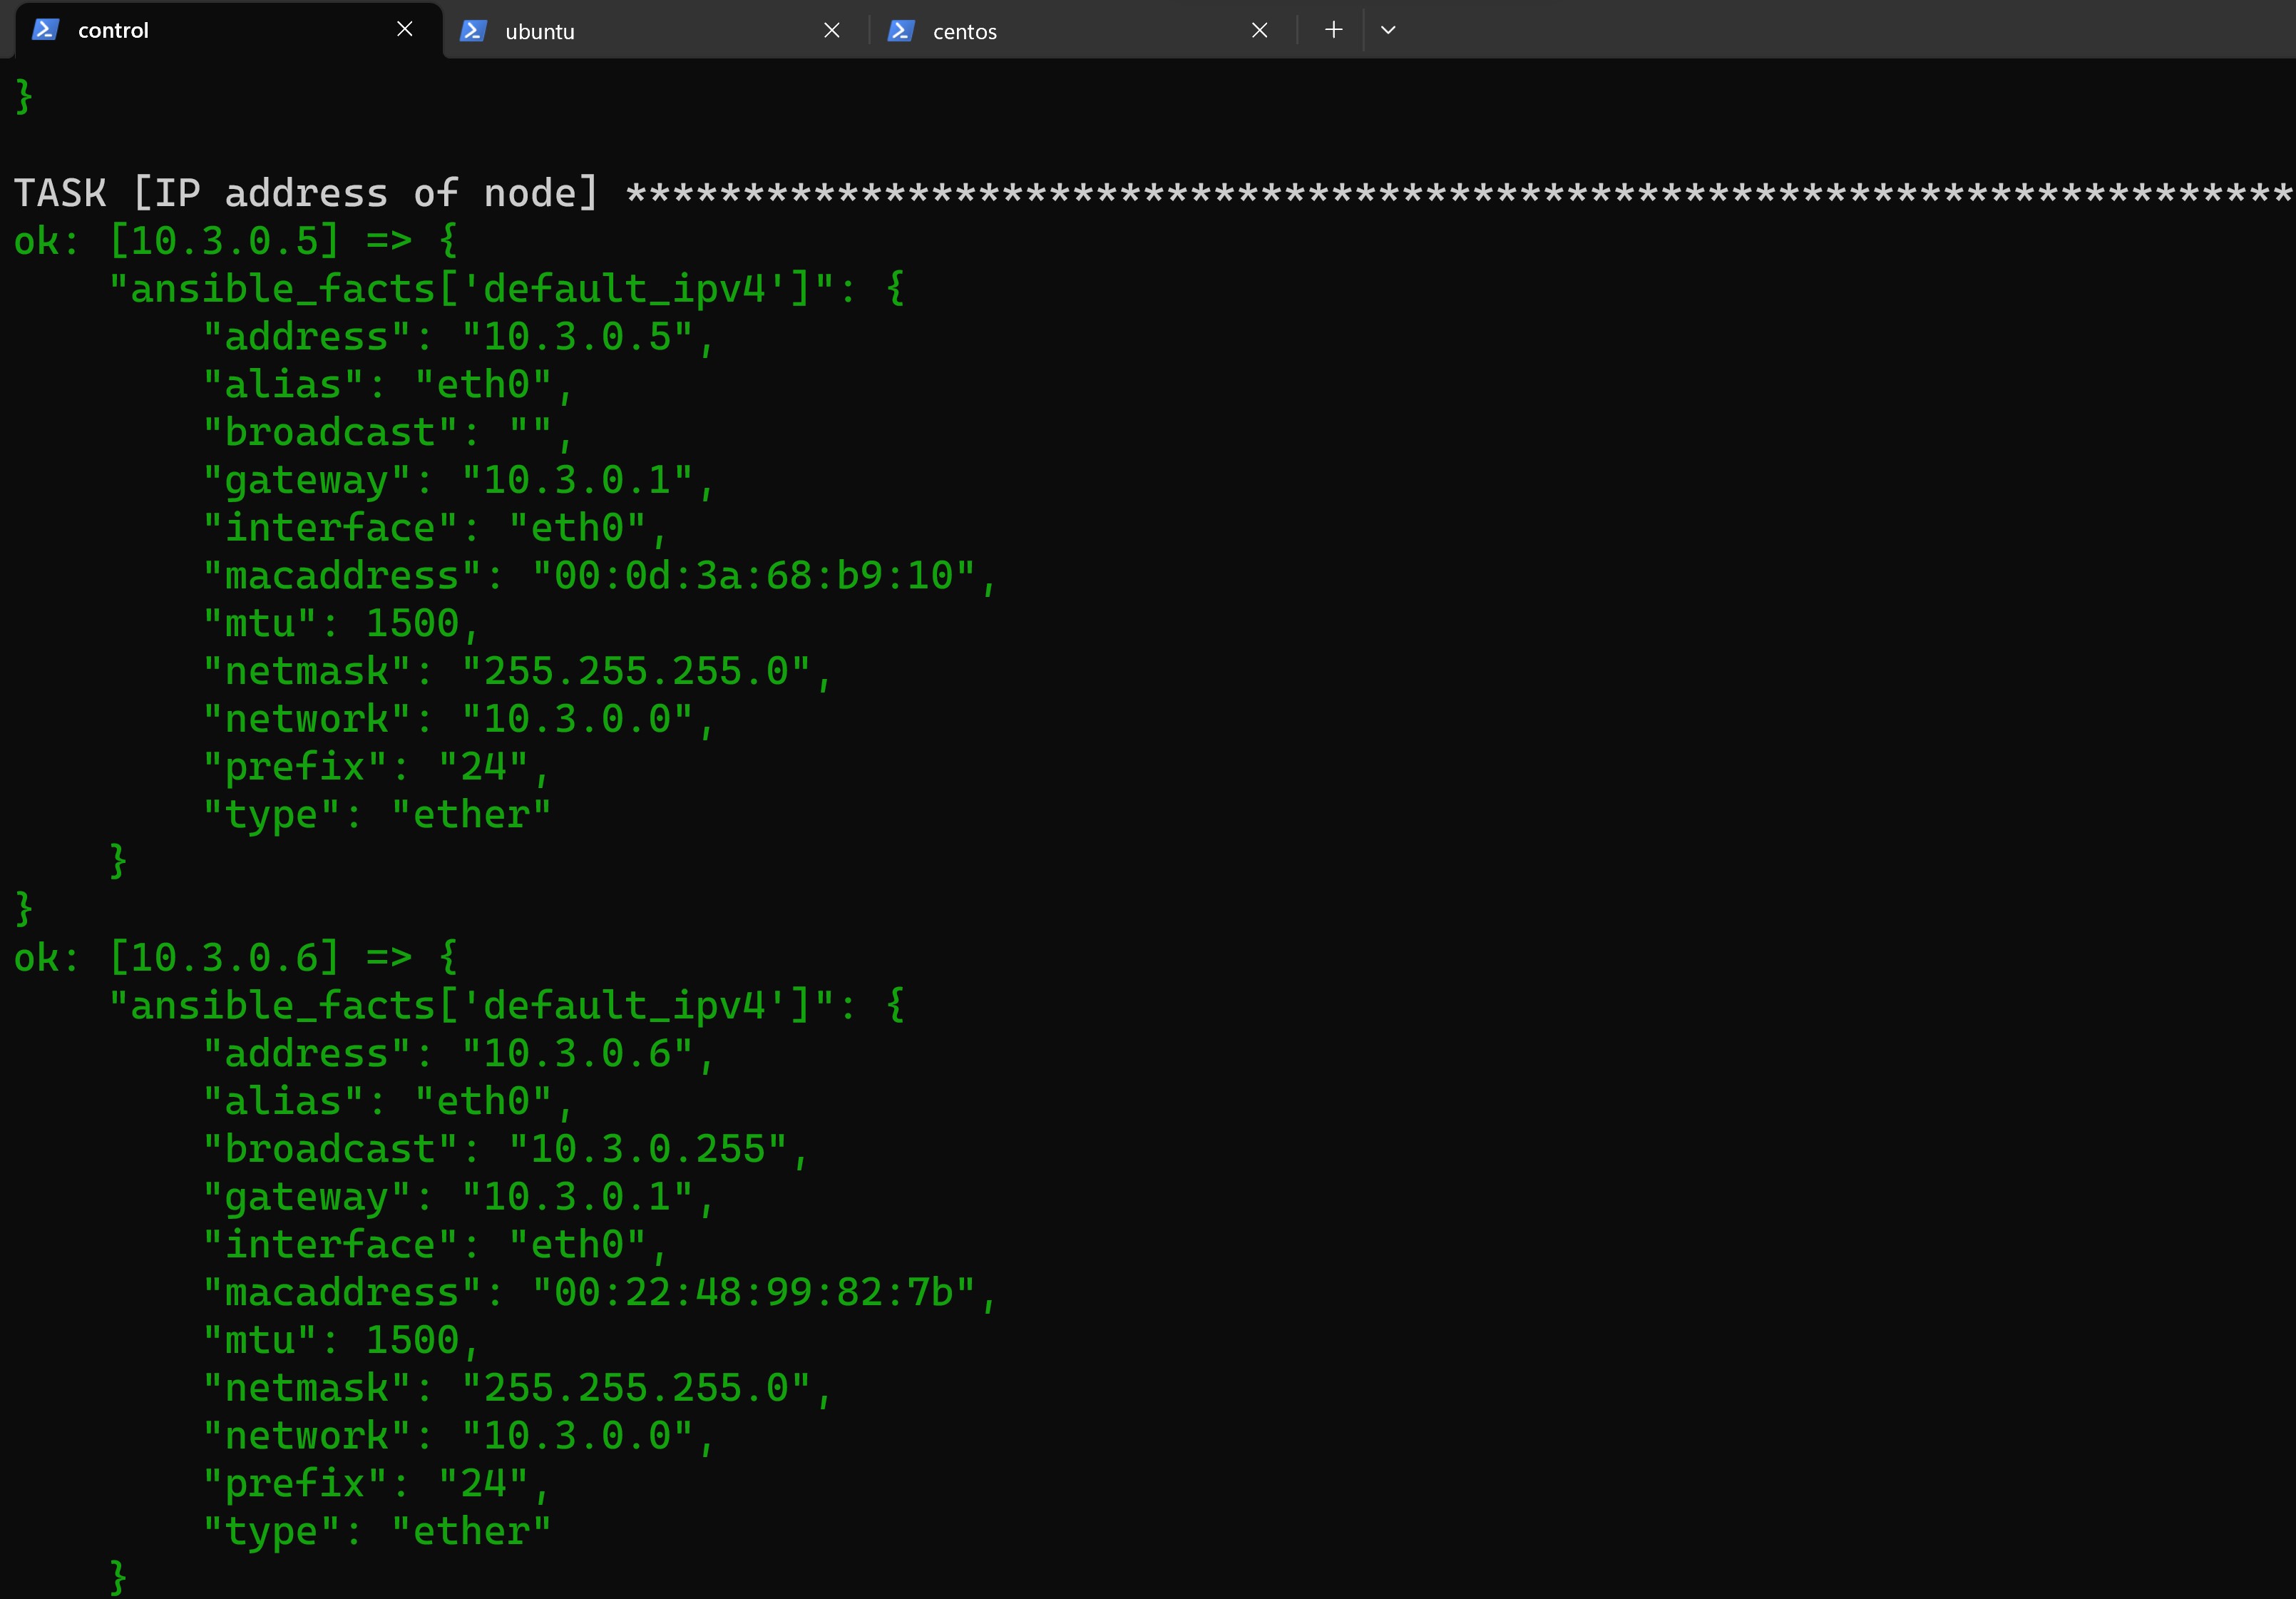 control ubuntu centos
}
TASK [IP address of node] ***********************************************************************
ok: [10.3.0.5] => {
    "ansible_facts['default_ipv4']": {
        "address": "10.3.0.5",
        "alias": "eth0",
        "broadcast": "",
        "gateway": "10.3.0.1",
        "interface": "eth0",
        "macaddress": "00:0d:3a:68:b9:10",
        "mtu": 1500,
        "netmask": "255.255.255.0",
        "network": "10.3.0.0",
        "prefix": "24",
        "type": "ether"
    }
}
ok: [10.3.0.6] => {
    "ansible_facts['default_ipv4']": {
        "address": "10.3.0.6",
        "alias": "eth0",
        "broadcast": "10.3.0.255",
        "gateway": "10.3.0.1",
        "interface": "eth0",
        "macaddress": "00:22:48:99:82:7b",
        "mtu": 1500,
        "netmask": "255.255.255.0",
        "network": "10.3.0.0",
        "prefix": "24",
        "type": "ether"
    }